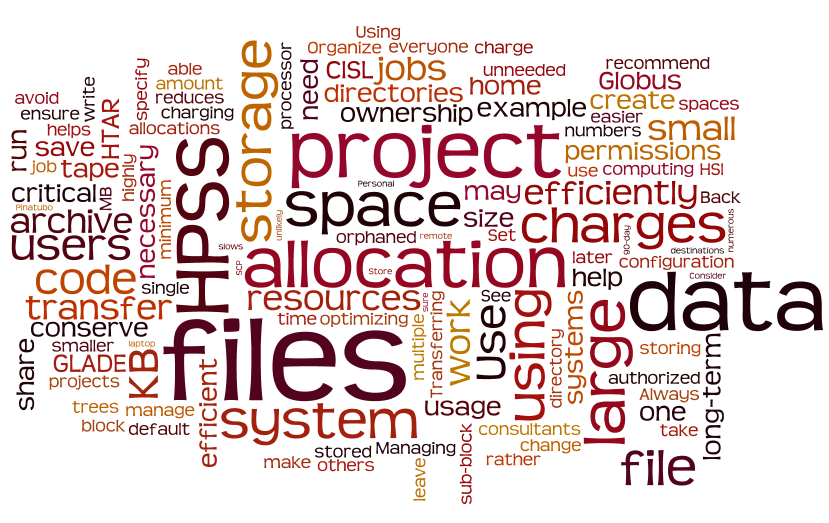 Using
Organize
everyone
charge
able
amount
reduces
charging
allocations
specify
avoid
ensure
write
helps
run
save
HTAR
job
tape
critical
MB
highly
Pinatubo
archive
users
necessary
minimum
HPSS
storage
unlikely
slows
SCP
processor
need
CISL
jobs
directories
unneeded
home
ownership
example
project
Personal
space
may
size
efficiently
recommend
Globus
create
spaces
easier
numbers
small
permissions
use
computing
HSI
Back
charges
numerous
orphaned
remote
Set
90-day
later
destinations
configuration
Consider
allocation
Store
help
code
single
transfer
resources
sure
See
data
conserve
time
optimizing
multiple
Transferring
work
use
using
directory
systems
large
smaller
laptop
GLADE
KB
projects
share
files
storing
authorized
long-term
Always
one
take
trees
manage
block
default
efficient
system
usage
consultants
change
rather
stored
Managing
make
others
leave
sub-block
file